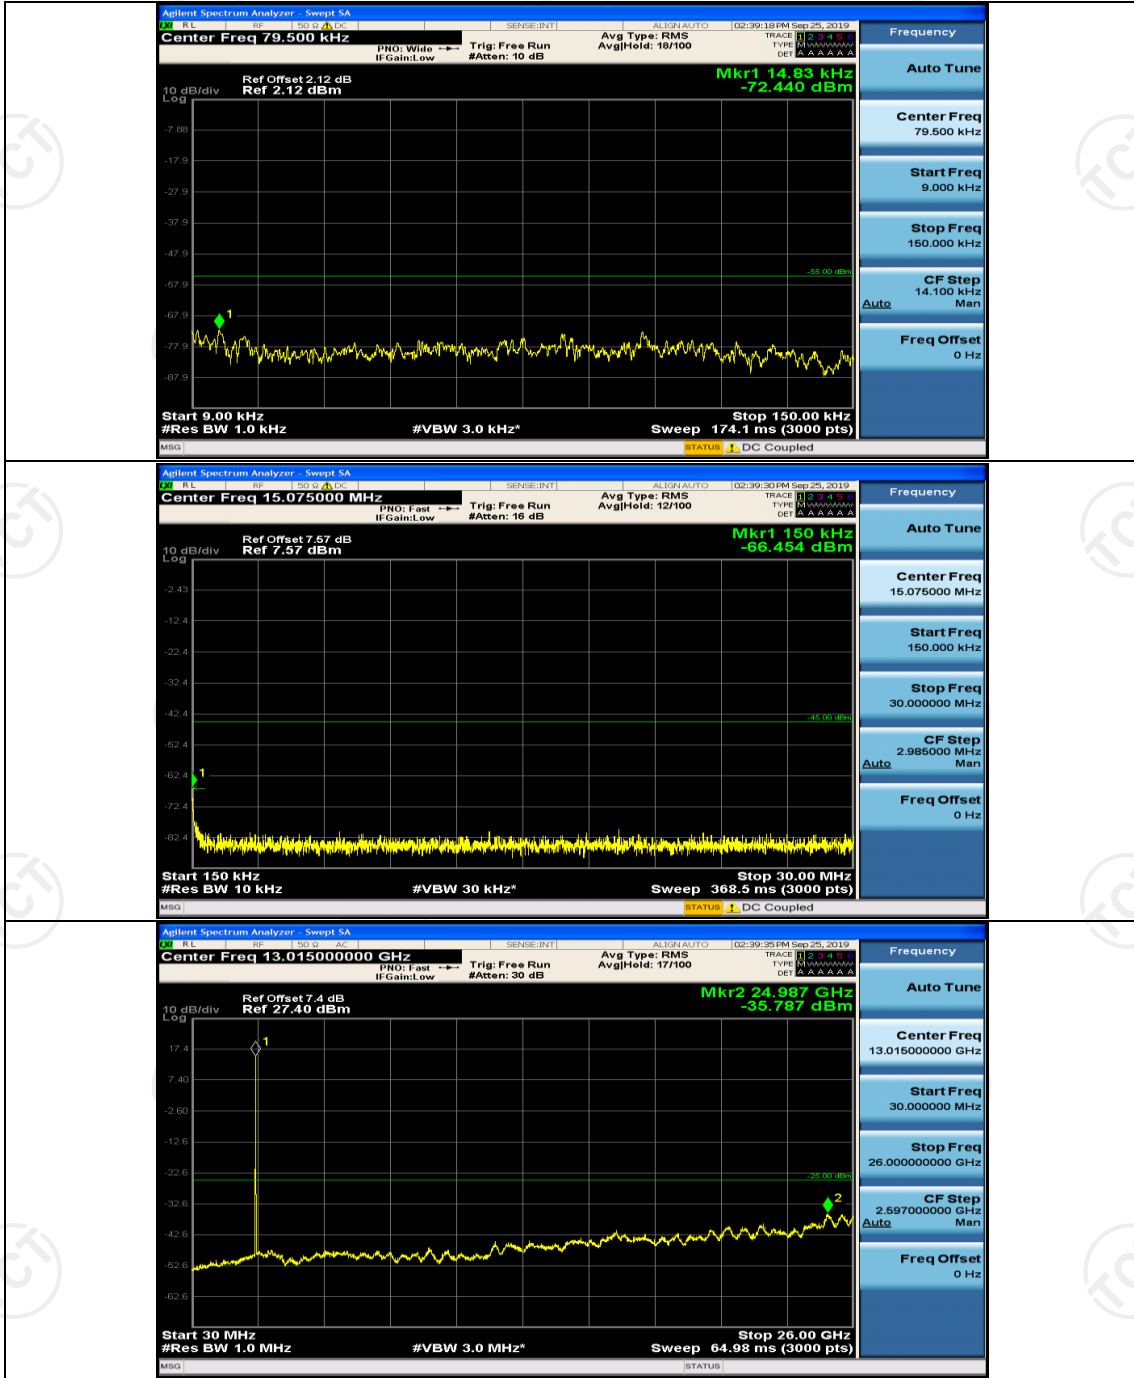 Agilent Spectrum Analyzer - Swept SA
LXI RL RF 50 Ω DC SENSE:INT ALIGN AUTO 02:39:18 PM Sep 25, 2019
Center Freq 79.500 kHz
PNO: Wide
IFGain:Low
Trig: Free Run
#Atten: 10 dB
Avg Type: RMS
Avg|Hold: 18/100
TRACE 1 2 3 4 5 6
TYPE M W W W W W
DET A A A A A A
Ref Offset 2.12 dB
10 dB/div Ref 2.12 dBm
Log
Mkr1 14.83 kHz
-72.440 dBm
-7.88
-17.9
-27.9
-37.9
-47.9
-57.9
-67.9
-77.9
-87.9
-55.00 dBm
1
Start 9.00 kHz Stop 150.00 kHz
#Res BW 1.0 kHz #VBW 3.0 kHz* Sweep 174.1 ms (3000 pts)
MSG STATUS DC Coupled
Frequency
Auto Tune
Center Freq
79.500 kHz
Start Freq
9.000 kHz
Stop Freq
150.000 kHz
CF Step
14.100 kHz
Auto Man
Freq Offset
0 Hz
Agilent Spectrum Analyzer - Swept SA
LXI RL RF 50 Ω DC SENSE:INT ALIGN AUTO 02:39:30 PM Sep 25, 2019
Center Freq 15.075000 MHz
PNO: Fast
IFGain:Low
Trig: Free Run
#Atten: 16 dB
Avg Type: RMS
Avg|Hold: 12/100
TRACE 1 2 3 4 5 6
TYPE M W W W W W
DET A A A A A A
Ref Offset 7.57 dB
10 dB/div Ref 7.57 dBm
Log
Mkr1 150 kHz
-66.454 dBm
-2.43
-12.4
-22.4
-32.4
-42.4
-52.4
-62.4
-72.4
-82.4
-45.00 dBm
1
Start 150 kHz Stop 30.00 MHz
#Res BW 10 kHz #VBW 30 kHz* Sweep 368.5 ms (3000 pts)
MSG STATUS DC Coupled
Frequency
Auto Tune
Center Freq
15.075000 MHz
Start Freq
150.000 kHz
Stop Freq
30.000000 MHz
CF Step
2.985000 MHz
Auto Man
Freq Offset
0 Hz
Agilent Spectrum Analyzer - Swept SA
LXI RL RF 50 Ω AC SENSE:INT ALIGN AUTO 02:39:35 PM Sep 25, 2019
Center Freq 13.015000000 GHz
PNO: Fast
IFGain:Low
Trig: Free Run
#Atten: 30 dB
Avg Type: RMS
Avg|Hold: 17/100
TRACE 1 2 3 4 5 6
TYPE M W W W W W
DET A A A A A A
Ref Offset 7.4 dB
10 dB/div Ref 27.40 dBm
Log
Mkr2 24.987 GHz
-35.787 dBm
17.4
7.40
-2.60
-12.6
-22.6
-32.6
-42.6
-52.6
-62.6
-25.00 dBm
1
2
Start 30 MHz Stop 26.00 GHz
#Res BW 1.0 MHz #VBW 3.0 MHz* Sweep 64.98 ms (3000 pts)
MSG STATUS
Frequency
Auto Tune
Center Freq
13.015000000 GHz
Start Freq
30.000000 MHz
Stop Freq
26.000000000 GHz
CF Step
2.597000000 GHz
Auto Man
Freq Offset
0 Hz